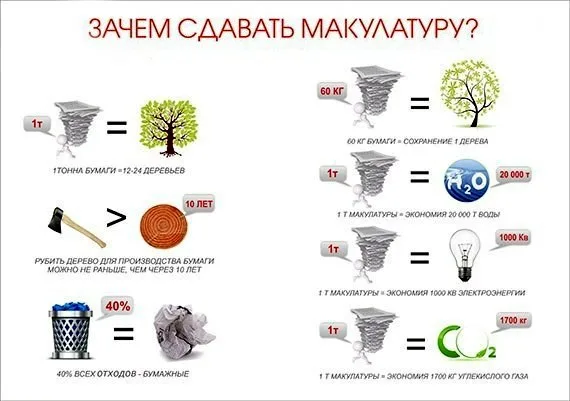 ЗАЧЕМ СДАВАТЬ МАКУЛАТУРУ?
1т
=
1ТОННА БУМАГИ =12-24 ДЕРЕВЬЕВ
>
10 ЛЕТ
РУБИТЬ ДЕРЕВО ДЛЯ ПРОИЗВОДСТВА БУМАГИ
МОЖНО НЕ РАНЬШЕ, ЧЕМ ЧЕРЕЗ 10 ЛЕТ
40%
=
40% ВСЕХ ОТХОДОВ - БУМАЖНЫЕ
60 КГ
=
60 КГ БУМАГИ = СОХРАНЕНИЕ 1 ДЕРЕВА
1т
=
H2O
20 000 т
1 Т МАКУЛАТУРЫ = ЭКОНОМИЯ 20 000 Т ВОДЫ
1т
=
1000 Кв
1 Т МАКУЛАТУРЫ = ЭКОНОМИЯ 1000 КВ ЭЛЕКТРОЭНЕРГИИ
1т
=
CO2
1700 кг
1 Т МАКУЛАТУРЫ = ЭКОНОМИЯ 1700 КГ УГЛЕКИСЛОГО ГАЗА